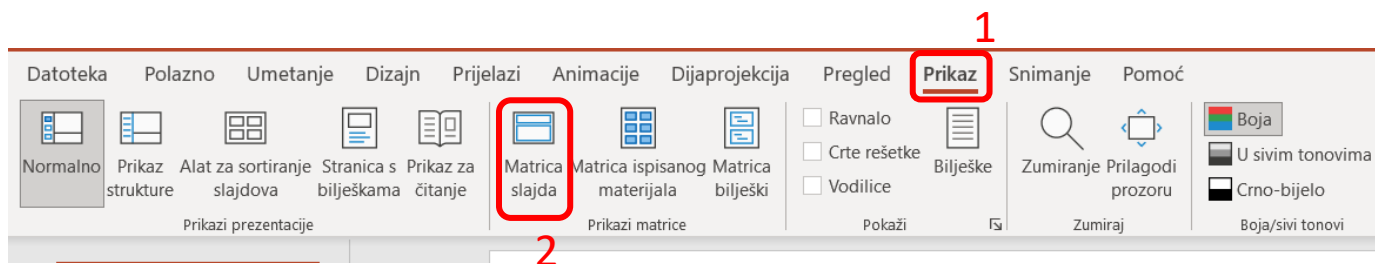 1
Datoteka Polazno Umetanje Dizajn Prijelazi Animacije Dijaprojekcija Pregled Prikaz Snimanje Pomoć
Normalno
Prikaz
strukture
Alat za sortiranje
slajdova
Stranica s
bilješkama
Prikaz za
čitanje
Prikazi prezentacije
Matrica
slajda
Matrica ispisanog
materijala
Matrica
bilješki
Prikazi matrice
Ravnalo
Crte rešetke
Vodilice
Bilješke
Pokaži
Zumiranje
Prilagodi
prozoru
Zumiraj
Boja
U sivim tonovima
Crno-bijelo
Boja/sivi tonovi
2